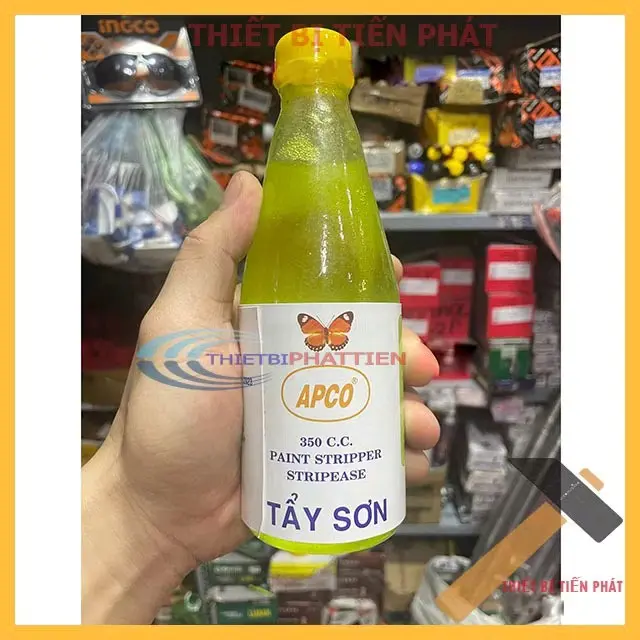 THIẾT BỊ TIẾN PHÁT
INGCO
THIETBIPHATTIEN
APCO®
350 C.C.
PAINT STRIPPER
STRIPEASE
TẨY SƠN
THIẾT BỊ TIẾN PHÁT